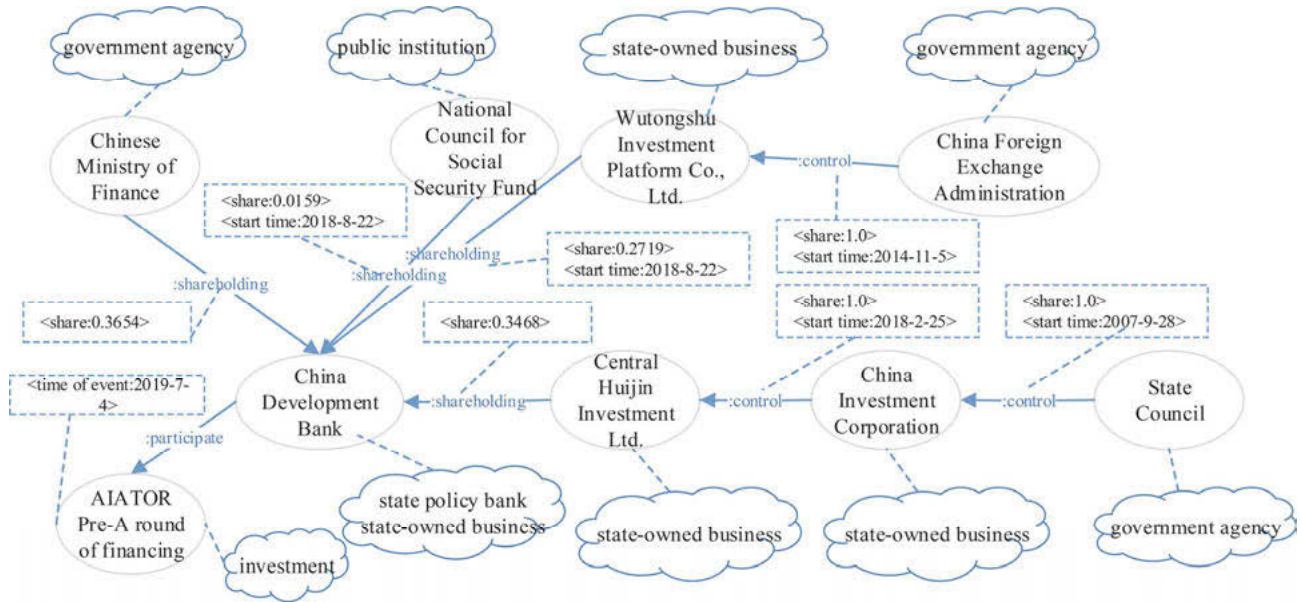 government agency
public institution
state-owned business
government agency
Chinese
Ministry of
Finance
National
Council for
Social
Security Fund
Wutongshu
Investment
Platform Co.,
Ltd.
:control
China Foreign
Exchange
Administration
<share:0.0159>
<start time:2018-8-22>
:shareholding
:shareholding
:shareholding
<share:0.2719>
<start time:2018-8-22>
<share:1.0>
<start time:2014-11-5>
<share:0.3654>
<share:0.3468>
<share:1.0>
<start time:2018-2-25>
<share:1.0>
<start time:2007-9-28>
<time of event:2019-7-
4>
China
Development
Bank
:shareholding
Central
Huijin
Investment
Ltd.
:control
China
Investment
Corporation
:control
State
Council
:participate
AIATOR
Pre-A round
of financing
investment
state policy bank
state-owned business
state-owned business
state-owned business
government agency